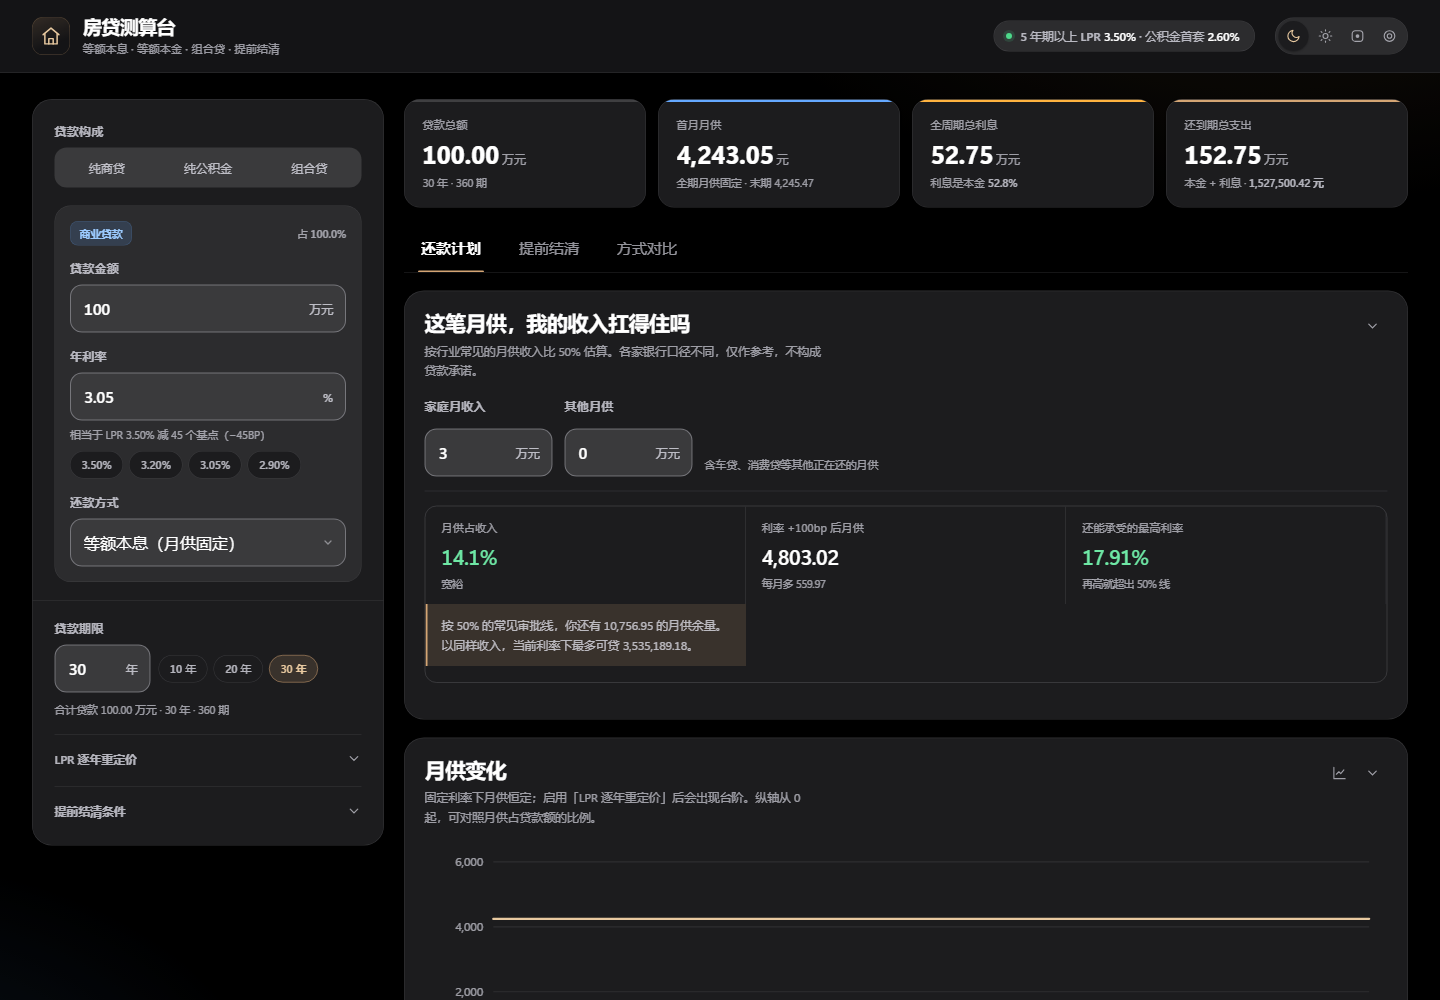 房贷测算台
等额本息 · 等额本金 · 组合贷 · 提前结清
5 年期以上 LPR 3.50% · 公积金首套 2.60%
贷款构成
纯商贷 纯公积金 组合贷
商业贷款 占 100.0%
贷款金额
100 万元
年利率
3.05 %
相当于 LPR 3.50% 减 45 个基点（−45BP）
3.50% 3.20% 3.05% 2.90%
还款方式
等额本息（月供固定）
贷款期限
30 年 10 年 20 年 30 年
合计贷款 100.00 万元 · 30 年 · 360 期
LPR 逐年重定价
提前结清条件
贷款总额
100.00 万元
30 年 · 360 期
首月月供
4,243.05 元
全期月供固定 · 末期 4,245.47
全周期总利息
52.75 万元
利息是本金 52.8%
还到期总支出
152.75 万元
本金 + 利息 · 1,527,500.42 元
还款计划 提前结清 方式对比
这笔月供，我的收入扛得住吗
按行业常见的月供收入比 50% 估算。各家银行口径不同，仅作参考，不构成
贷款承诺。
家庭月收入 其他月供
3 万元 0 万元 含车贷、消费贷等其他正在还的月供
月供占收入
14.1%
宽裕
利率 +100bp 后月供
4,803.02
每月多 559.97
还能承受的最高利率
17.91%
再高就超出 50% 线
按 50% 的常见审批线，你还有 10,756.95 的月供余量。
以同样收入，当前利率下最多可贷 3,535,189.18。
月供变化
固定利率下月供恒定；启用「LPR 逐年重定价」后会出现台阶。纵轴从 0
起，可对照月供占贷款额的比例。
6,000
4,000
2,000